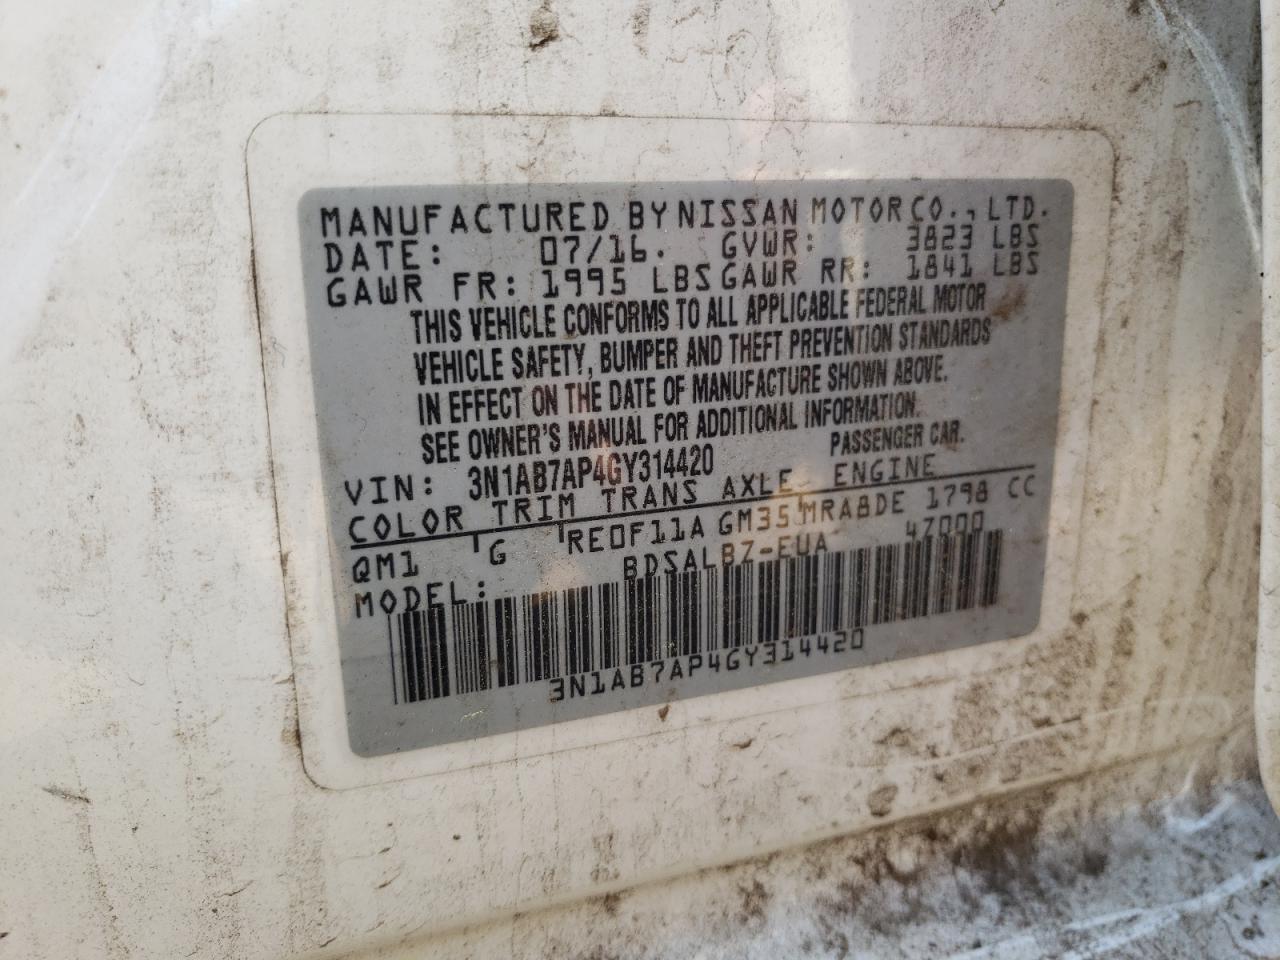 MANUFACTURED BY NISSAN MOTOR CO., LTD.
DATE: 07/16. GVWR: 3823 LBS
GAWR FR: 1995 LBS GAWR RR: 1841 LBS
THIS VEHICLE CONFORMS TO ALL APPLICABLE FEDERAL MOTOR
VEHICLE SAFETY, BUMPER AND THEFT PREVENTION STANDARDS
IN EFFECT ON THE DATE OF MANUFACTURE SHOWN ABOVE.
SEE OWNER'S MANUAL FOR ADDITIONAL INFORMATION.
VIN: 3N1AB7AP4GY314420 PASSENGER CAR.
COLOR TRIM TRANS AXLE ENGINE
QM1 G RE0F11A GM35 MRA8DE 1798 CC
MODEL: BDSALBZ-EUA 47000
3N1AB7AP4GY314420